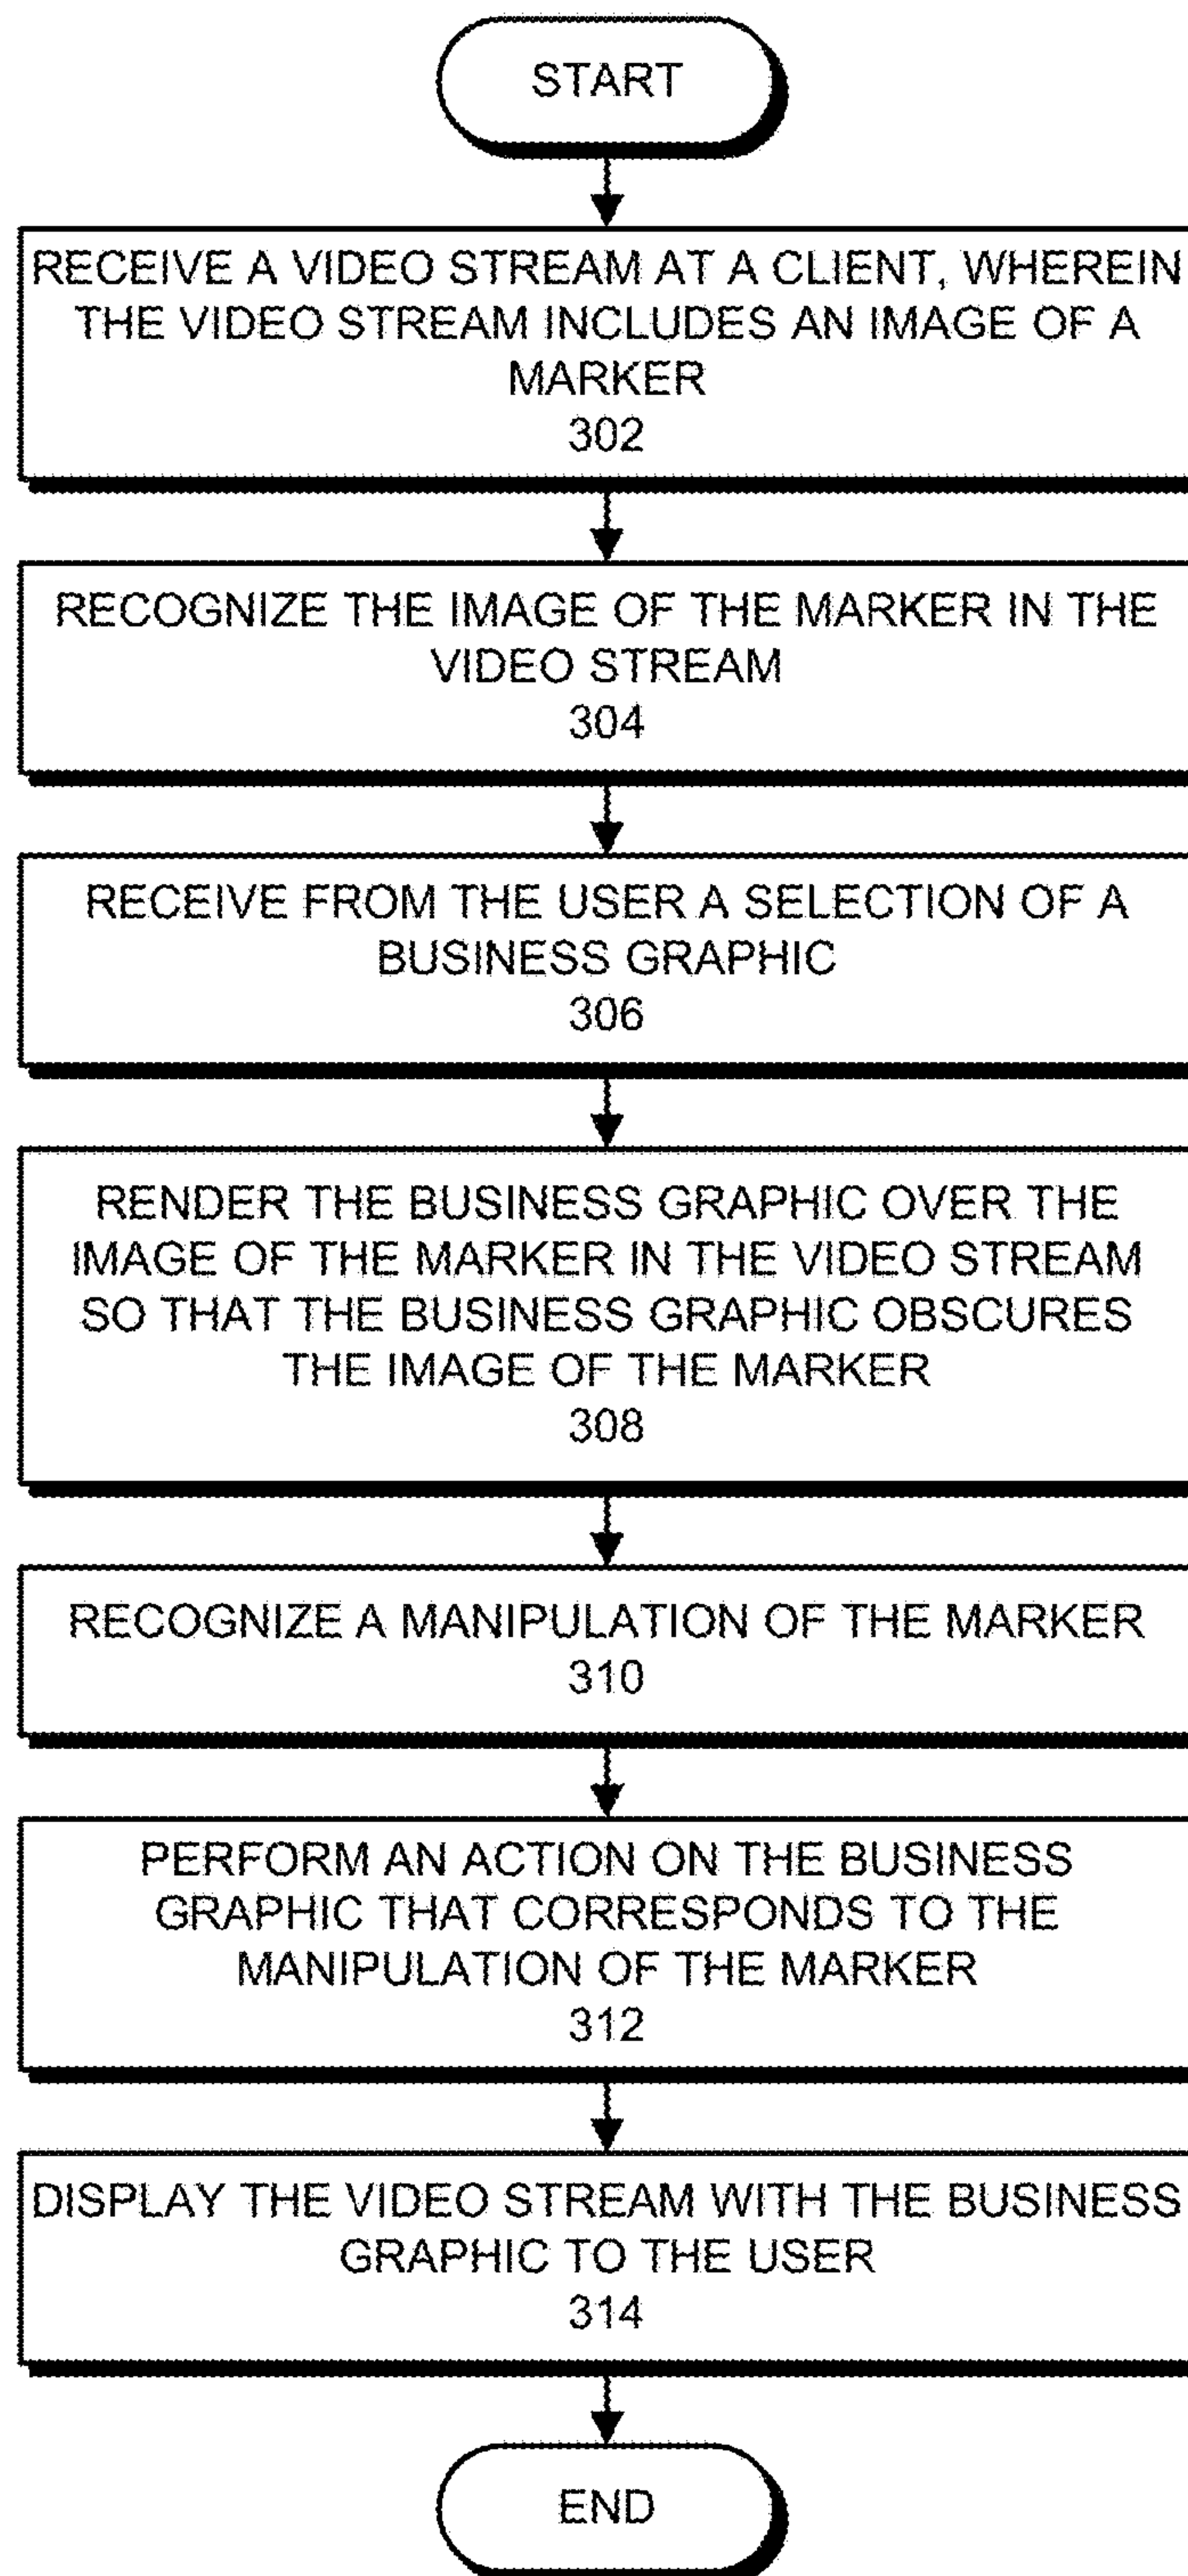 START
RECEIVE A VIDEO STREAM AT A CLIENT, WHEREIN
THE VIDEO STREAM INCLUDES AN IMAGE OF A
MARKER
302
RECOGNIZE THE IMAGE OF THE MARKER IN THE
VIDEO STREAM
304
RECEIVE FROM THE USER A SELECTION OF A
BUSINESS GRAPHIC
306
RENDER THE BUSINESS GRAPHIC OVER THE
IMAGE OF THE MARKER IN THE VIDEO STREAM
SO THAT THE BUSINESS GRAPHIC OBSCURES
THE IMAGE OF THE MARKER
308
RECOGNIZE A MANIPULATION OF THE MARKER
310
PERFORM AN ACTION ON THE BUSINESS
GRAPHIC THAT CORRESPONDS TO THE
MANIPULATION OF THE MARKER
312
DISPLAY THE VIDEO STREAM WITH THE BUSINESS
GRAPHIC TO THE USER
314
END